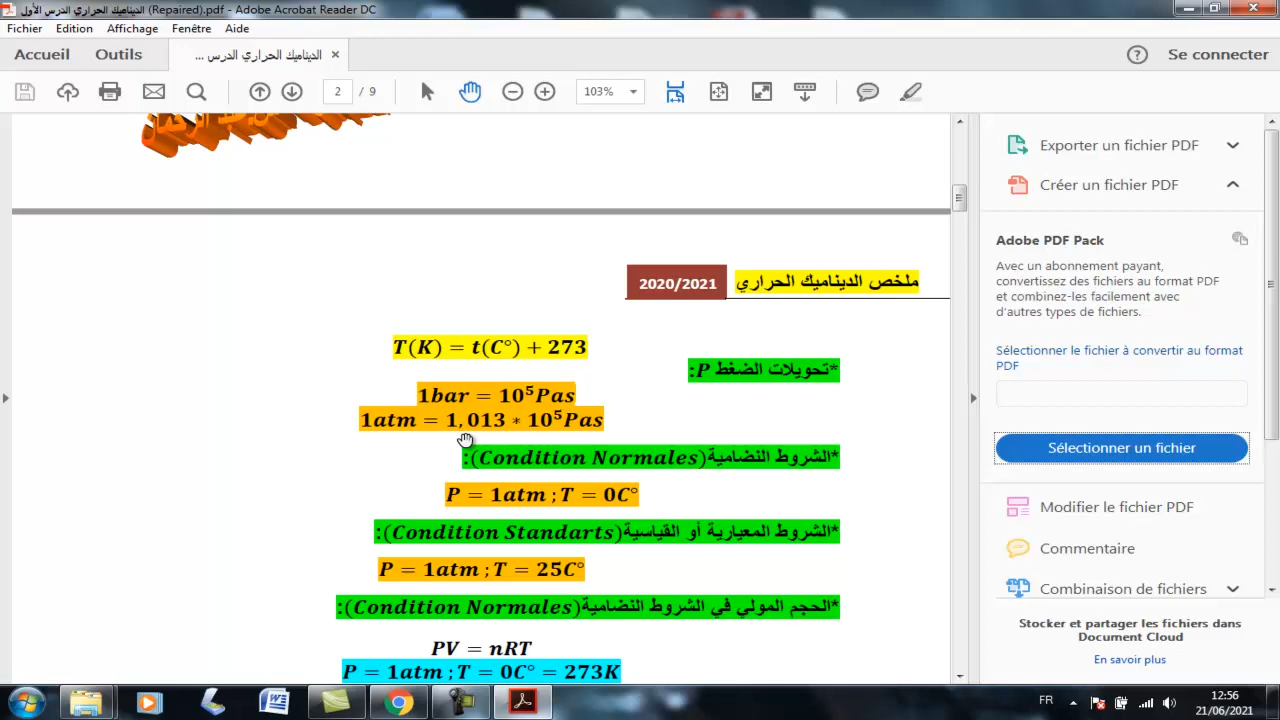 الديناميك الحراري الدرس الأول (Repaired).pdf - Adobe Acrobat Reader DC
Fichier Edition Affichage Fenêtre Aide
Accueil Outils الديناميك الحراري الدرس ... × Se connecter
2 / 9 103%
2020/2021 ملخص الديناميك الحراري
T(K) = t(C°) + 273
*تحويلات الضغط P:
1bar = 10⁵Pas
1atm = 1,013 * 10⁵Pas
*الشروط النضامية(Condition Normales):
P = 1atm ; T = 0C°
*الشروط المعيارية أو القياسية(Condition Standarts):
P = 1atm ; T = 25C°
*الحجم المولي في الشروط النضامية(Condition Normales):
PV = nRT
P = 1atm ; T = 0C° = 273K
Exporter un fichier PDF
Créer un fichier PDF
Adobe PDF Pack
Avec un abonnement payant,
convertissez des fichiers au format PDF
et combinez-les facilement avec
d'autres types de fichiers.
Sélectionner le fichier à convertir au format
PDF
Sélectionner un fichier
Modifier le fichier PDF
Commentaire
Combinaison de fichiers
Stocker et partager les fichiers dans
Document Cloud
En savoir plus
FR 12:56
21/06/2021